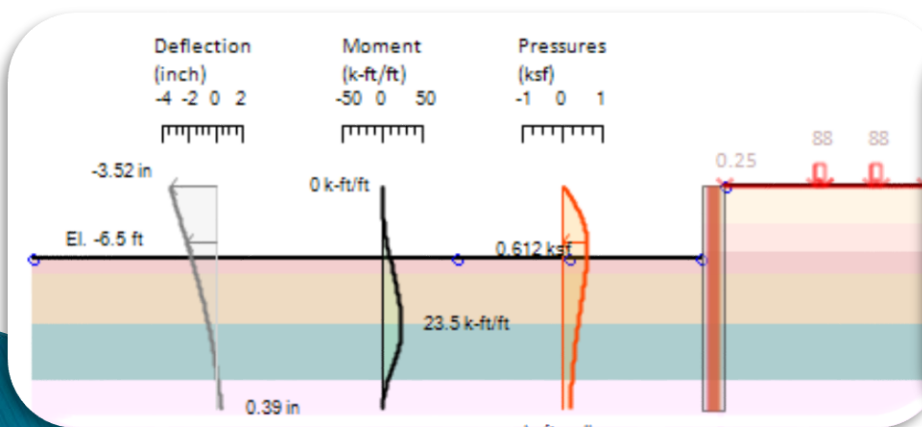 Deflection
(inch)
-4 -2 0 2
Moment
(k-ft/ft)
-50 0 50
Pressures
(ksf)
-1 0 1
88 88
0.25
-3.52 in
0 k-ft/ft
El. -6.5 ft
0.612 ksf
23.5 k-ft/ft
0.39 in